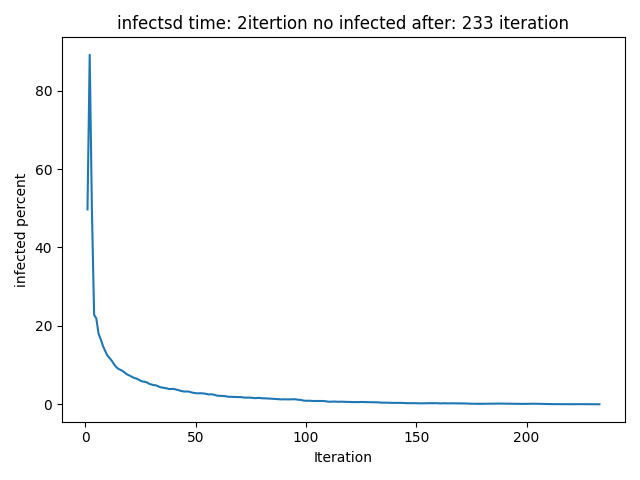 infectsd time: 2itertion no infected after: 233 iteration
infected percent
80
60
40
20
0
0 50 100 150 200
Iteration